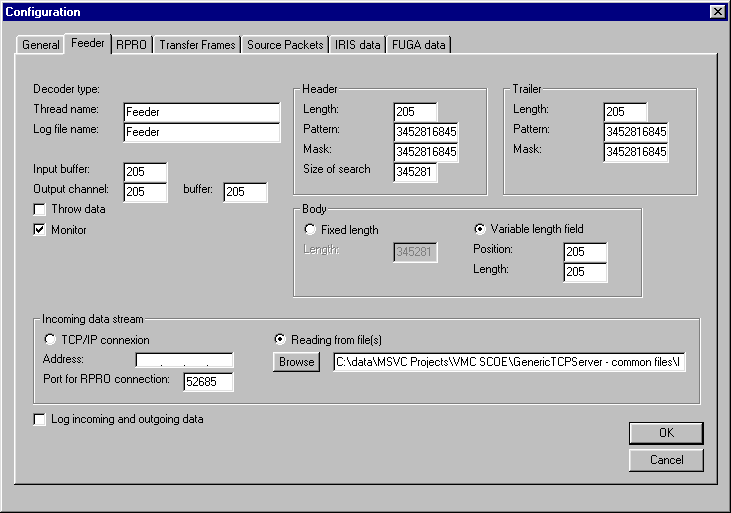 Configuration
General Feeder RPRO Transfer Frames Source Packets IRIS data FUGA data
Decoder type:
Thread name: Feeder
Log file name: Feeder
Input buffer: 205
Output channel: 205 buffer: 205
Throw data
Monitor
Header
Length: 205
Pattern: 3452816845
Mask: 3452816845
Size of search 345281
Trailer
Length: 205
Pattern: 3452816845
Mask: 3452816845
Body
Fixed length
Length: 345281
Variable length field
Position: 205
Length: 205
Incoming data stream
TCP/IP connexion
Address: . . .
Port for RPRO connection: 52685
Reading from file(s)
Browse C:\data\MSVC Projects\VMC SCOE\GenericTCPServer - common files\I
Log incoming and outgoing data
OK
Cancel